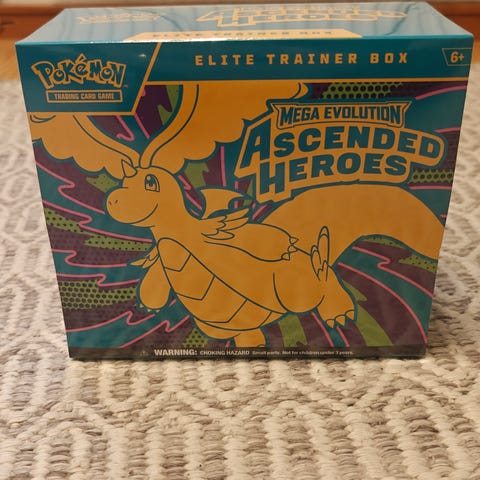 ELITE TRAINER BOX
6+
POKÉMON
TRADING CARD GAME
MEGA EVOLUTION
ASCENDED
HEROES
WARNING: CHOKING HAZARD Small parts. Not for children under 3 years.